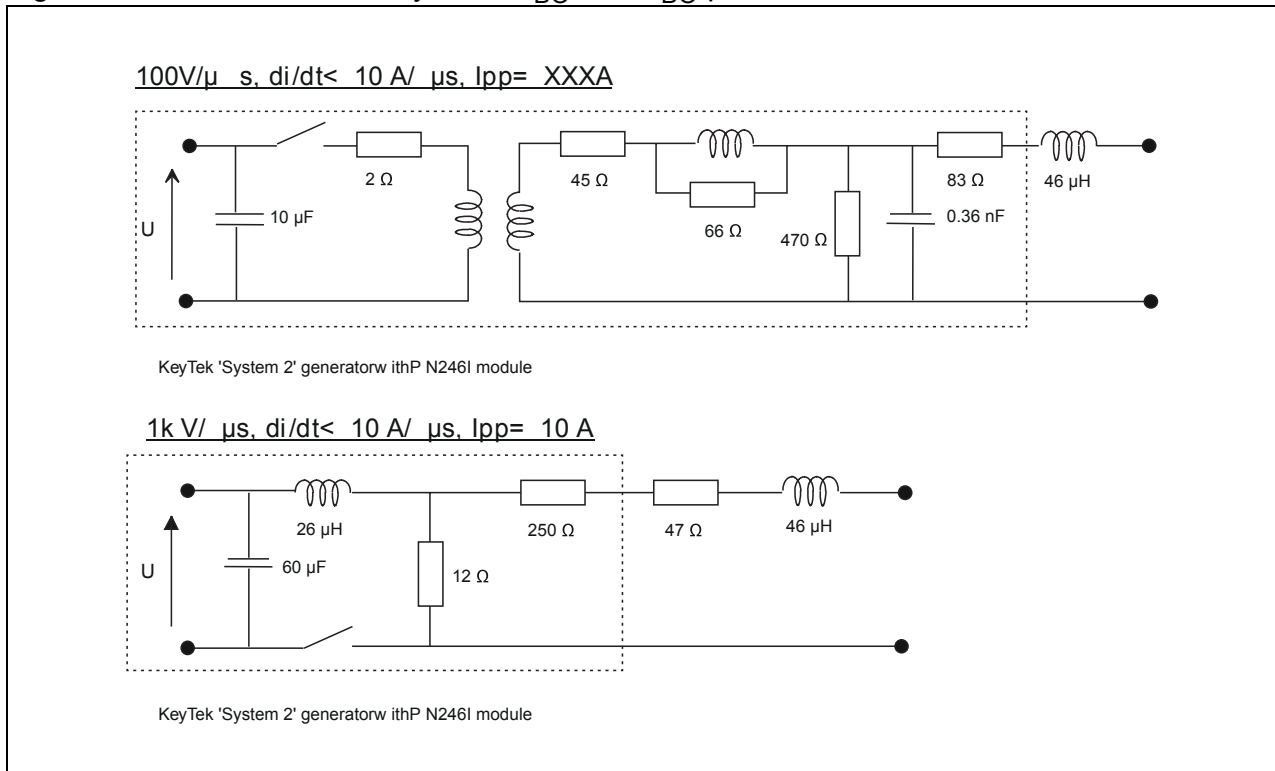 100V/µ s, di/dt< 10 A/ µs, Ipp= XXXA
2 Ω
45 Ω
83 Ω
46 µH
U
10 µF
66 Ω
470 Ω
0.36 nF
KeyTek 'System 2' generatorw ithP N246I module
1k V/ µs, di/dt< 10 A/ µs, Ipp= 10 A
26 µH
250 Ω
47 Ω
46 µH
U
60 µF
12 Ω
KeyTek 'System 2' generatorw ithP N246I module